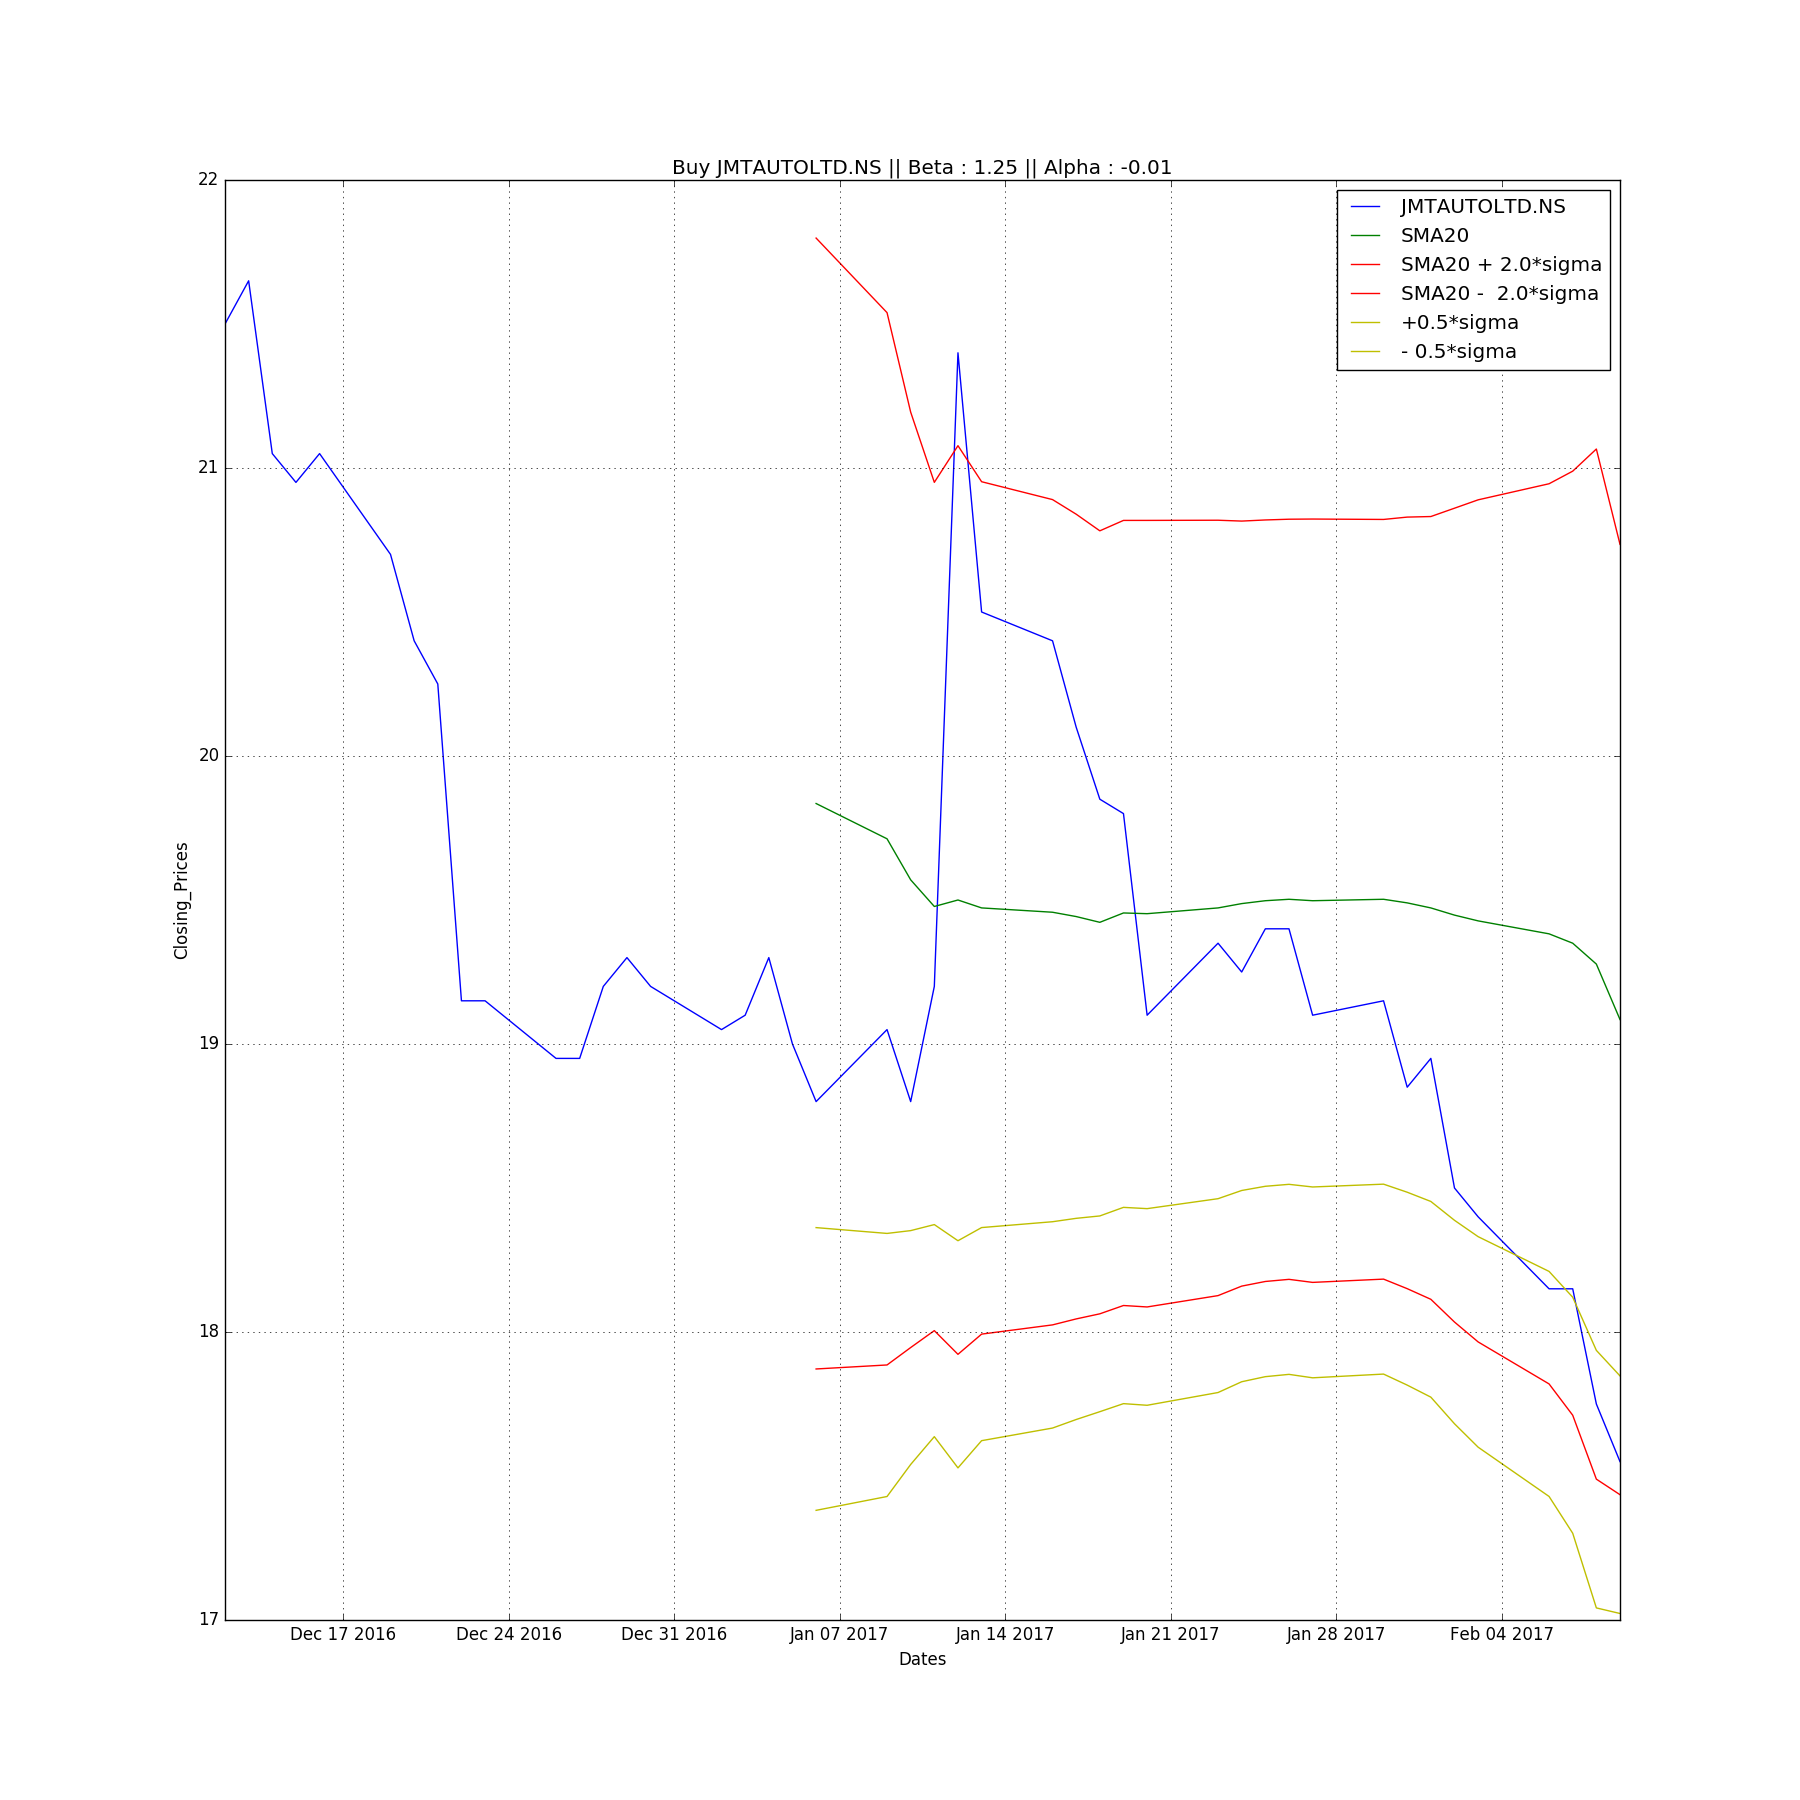 Buy JMTAUTOLTD.NS || Beta : 1.25 || Alpha : -0.01
JMTAUTOLTD.NS
SMA20
SMA20 + 2.0*sigma
SMA20 -  2.0*sigma
+0.5*sigma
- 0.5*sigma
22
21
20
19
18
17
Closing_Prices
Dec 17 2016 Dec 24 2016 Dec 31 2016 Jan 07 2017 Jan 14 2017 Jan 21 2017 Jan 28 2017 Feb 04 2017
Dates